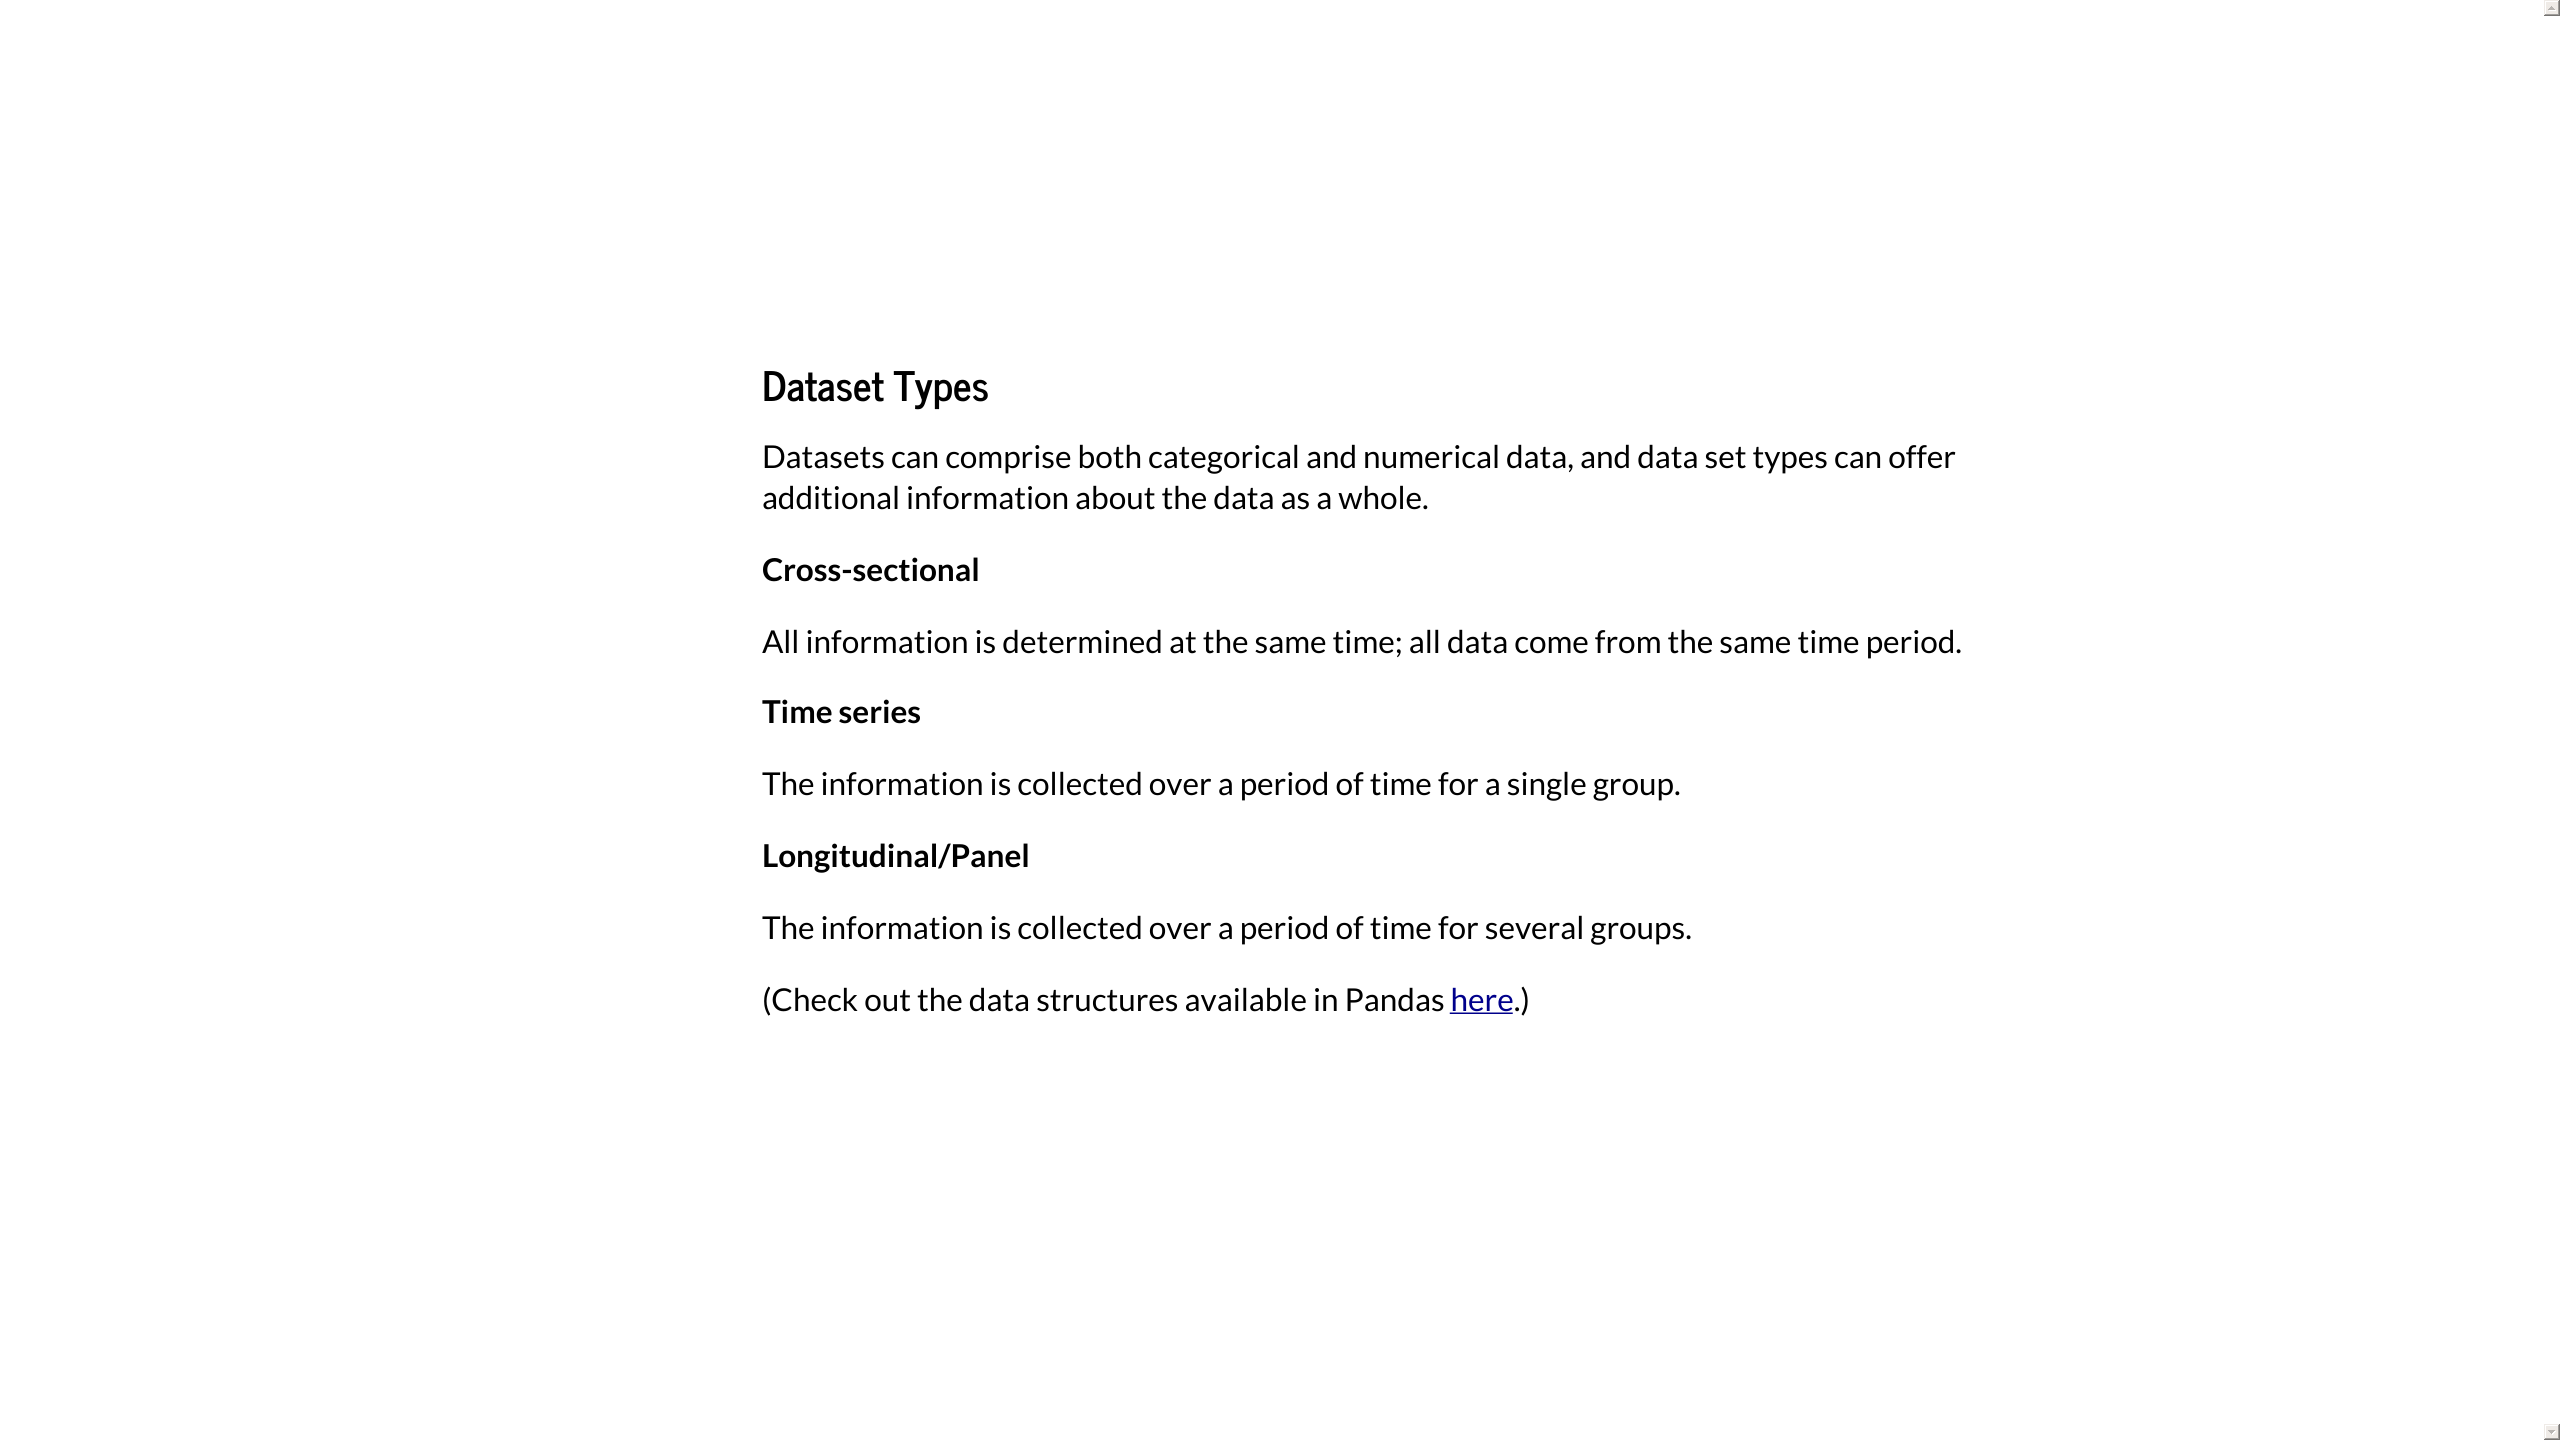 Dataset Types
Datasets can comprise both categorical and numerical data, and data set types can offer
additional information about the data as a whole.
Cross-sectional
All information is determined at the same time; all data come from the same time period.
Time series
The information is collected over a period of time for a single group.
Longitudinal/Panel
The information is collected over a period of time for several groups.
(Check out the data structures available in Pandas here.)